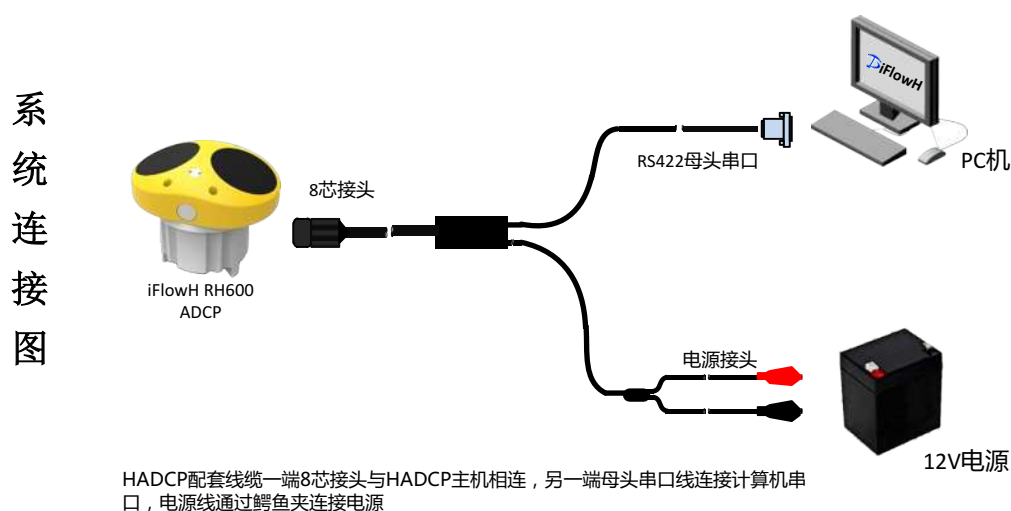 系统连接图
DiFlowH
PC机
RS422母头串口
8芯接头
iFlowH RH600
ADCP
电源接头
12V电源
HADCP配套线缆一端8芯接头与HADCP主机相连，另一端母头串口线连接计算机串
口，电源线通过鳄鱼夹连接电源